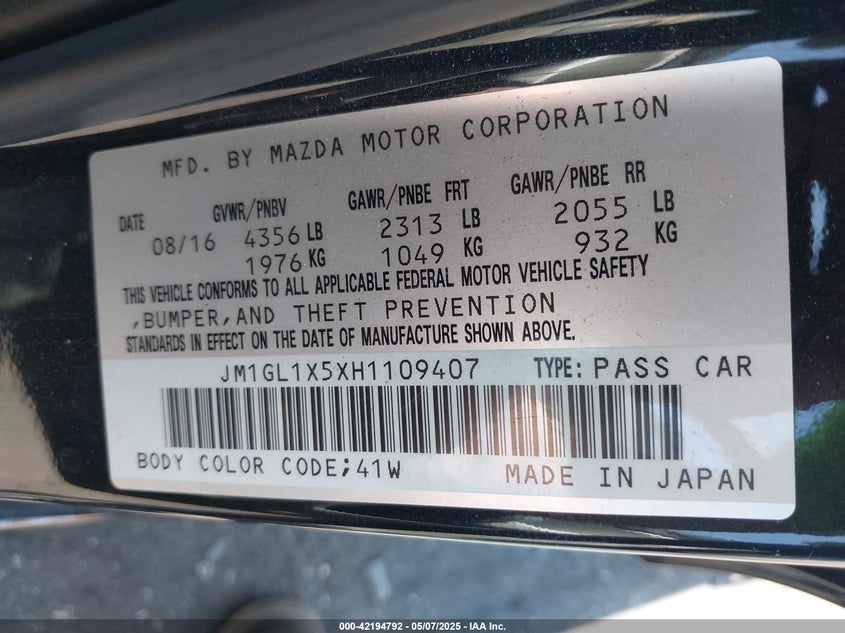 MFD. BY MAZDA MOTOR CORPORATION
DATE GVWR/PNBV GAWR/PNBE FRT GAWR/PNBE RR
08/16 4356 LB 2313 LB 2055 LB
1976 KG 1049 KG 932 KG
THIS VEHICLE CONFORMS TO ALL APPLICABLE FEDERAL MOTOR VEHICLE SAFETY
,BUMPER,AND THEFT PREVENTION
STANDARDS IN EFFECT ON THE DATE OF MANUFACTURE SHOWN ABOVE.
JM1GL1X5XH1109407 TYPE: PASS CAR
BODY COLOR CODE;41W MADE IN JAPAN
000-42194792 — 05/07/2025 — IAA Inc.